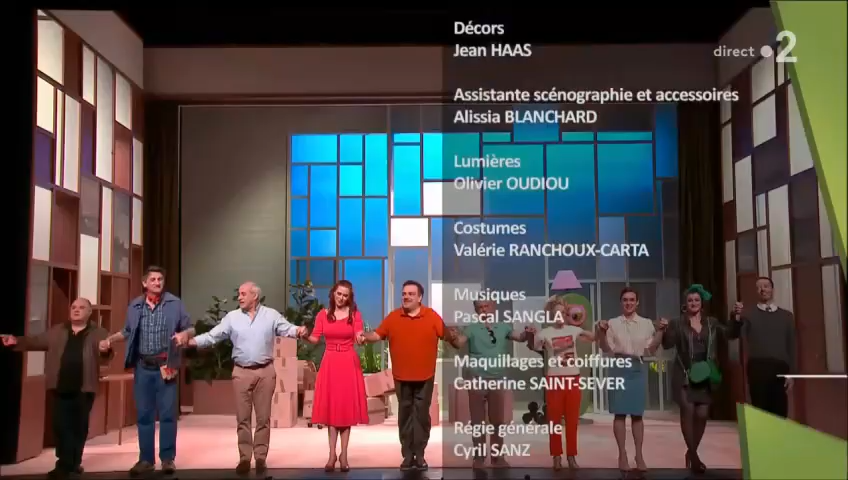 Décors
Jean HAAS
direct 2
Assistante scénographie et accessoires
Alissia BLANCHARD
Lumières
Olivier OUDIOU
Costumes
Valérie RANCHOUX-CARTA
Musiques
Pascal SANGLA
Maquillages et coiffures
Catherine SAINT-SEVER
Régie générale
Cyril SANZ